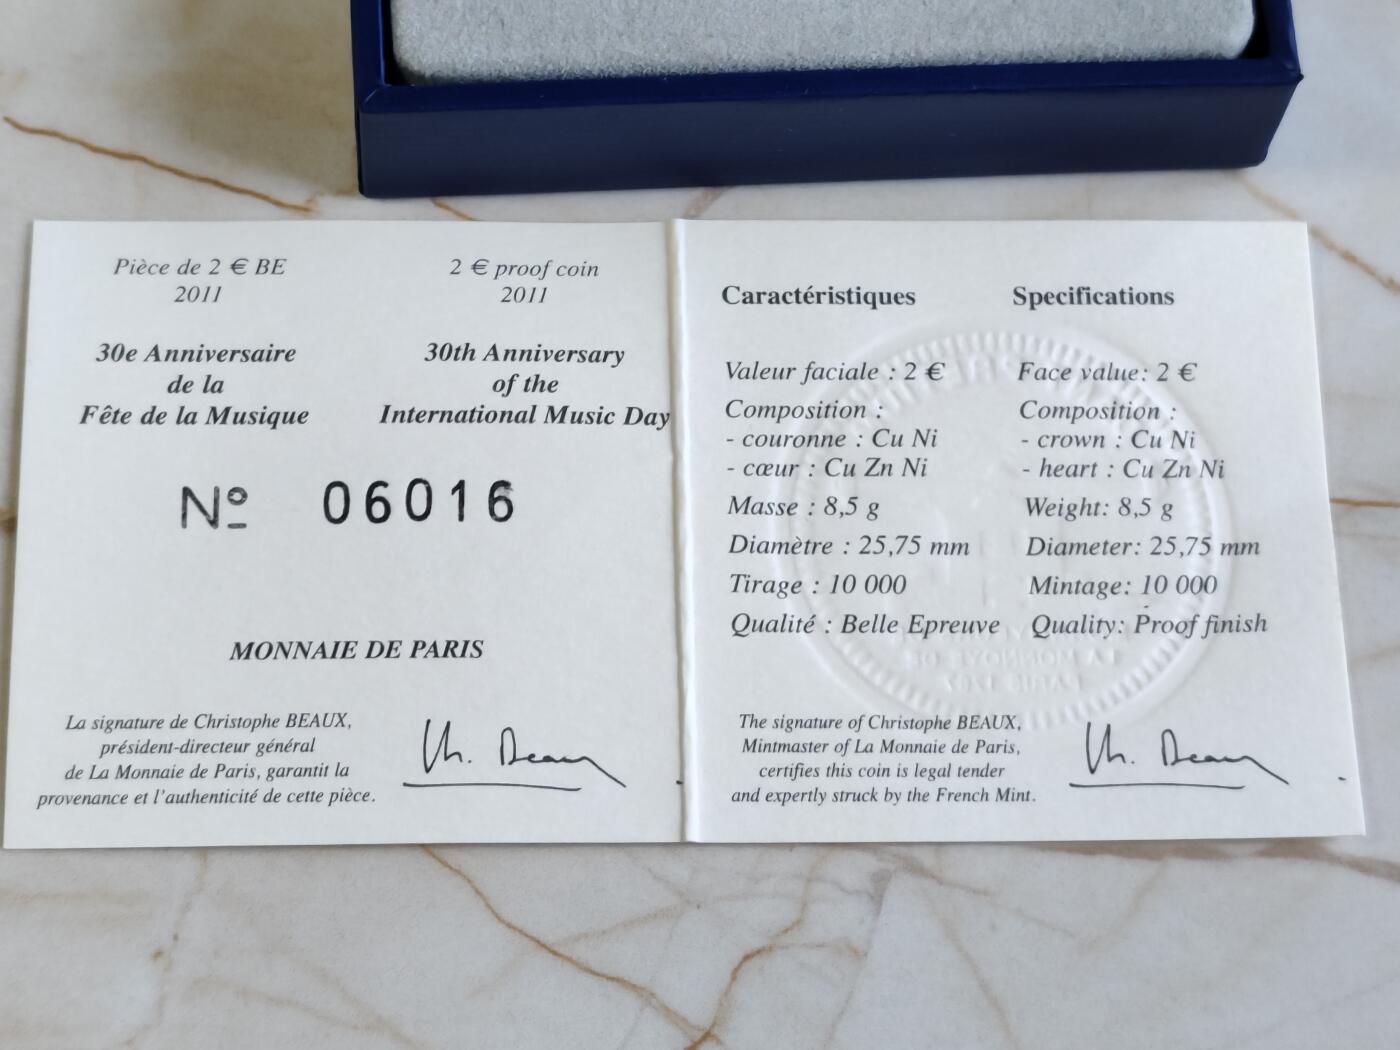 Pièce de 2 € BE
2011
30e Anniversaire
de la
Fête de la Musique
2 € proof coin
2011
30th Anniversary
of the
International Music Day
Nº 06016
MONNAIE DE PARIS
La signature de Christophe BEAUX,
président-directeur général
de La Monnaie de Paris, garantit la
provenance et l'authenticité de cette pièce.
Ch. Beaux
Caractéristiques
Valeur faciale : 2 €
Composition :
- couronne : Cu Ni
- cœur : Cu Zn Ni
Masse : 8,5 g
Diamètre : 25,75 mm
Tirage : 10 000
Qualité : Belle Epreuve
Specifications
Face value: 2 €
Composition :
- crown : Cu Ni
- heart : Cu Zn Ni
Weight: 8,5 g
Diameter: 25,75 mm
Mintage: 10 000
Quality: Proof finish
The signature of Christophe BEAUX,
Mintmaster of La Monnaie de Paris,
certifies this coin is legal tender
and expertly struck by the French Mint.
Ch. Beaux